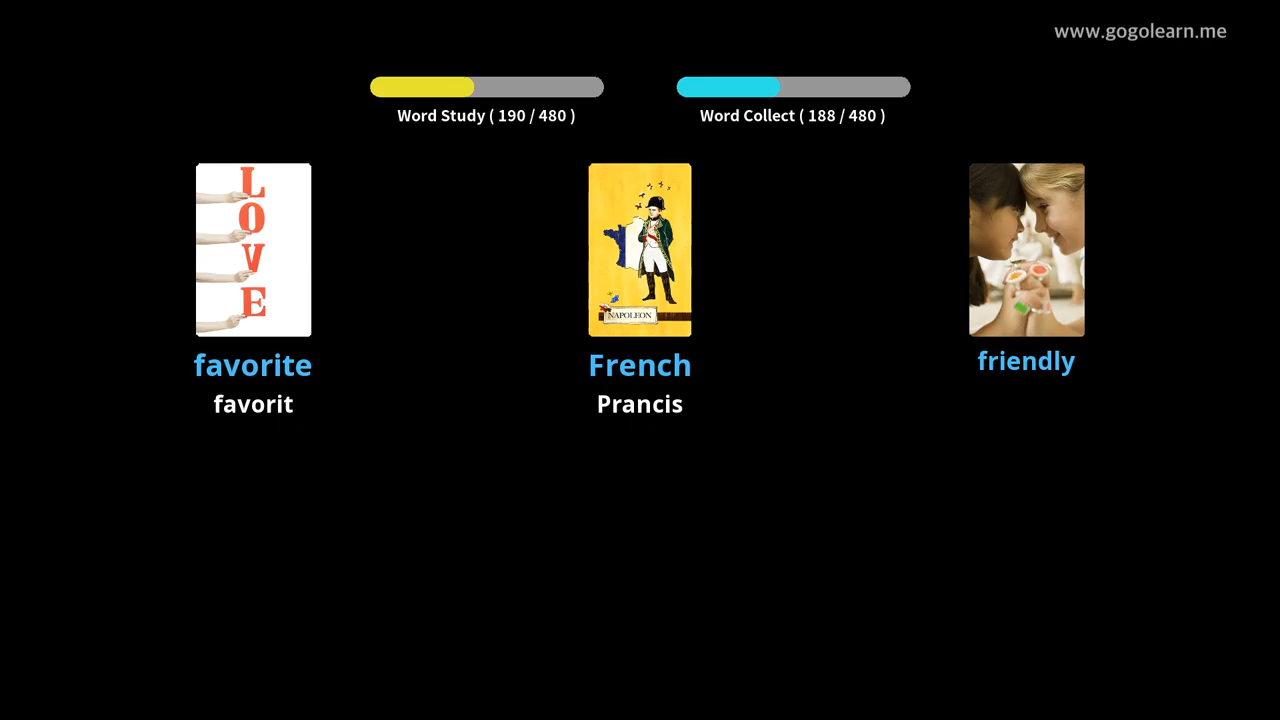 www.gogolearn.me
Word Study ( 190 / 480 )
Word Collect ( 188 / 480 )
L
O
V
E
NAPOLEON
favorite
French
friendly
favorit
Prancis